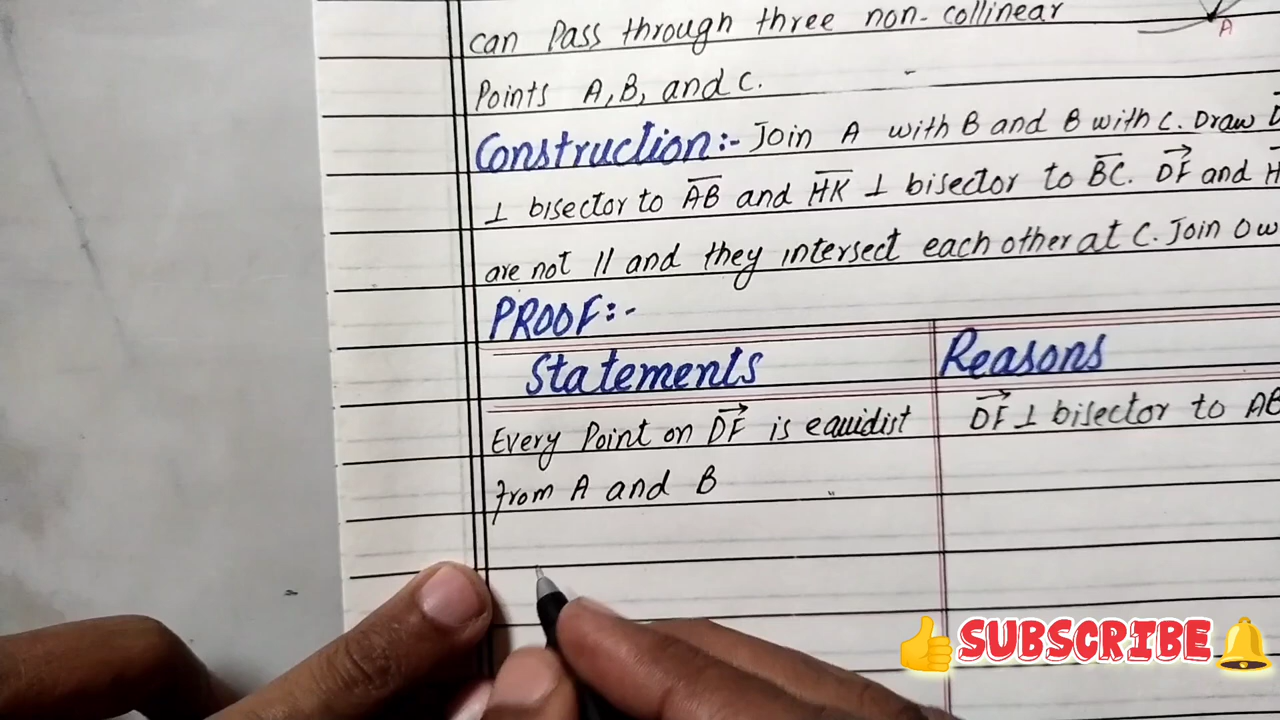 can Pass through three non-collinear
A
Points A, B, and C.
Construction:- Join A with B and B with C. Draw
⊥ bisector to AB and HK ⊥ bisector to BC. DF and
are not || and they intersect each other at C. Join O
PROOF:-
Statements Reasons
Every Point on DF is equidist DF ⊥ bisector to AB
from A and B
SUBSCRIBE